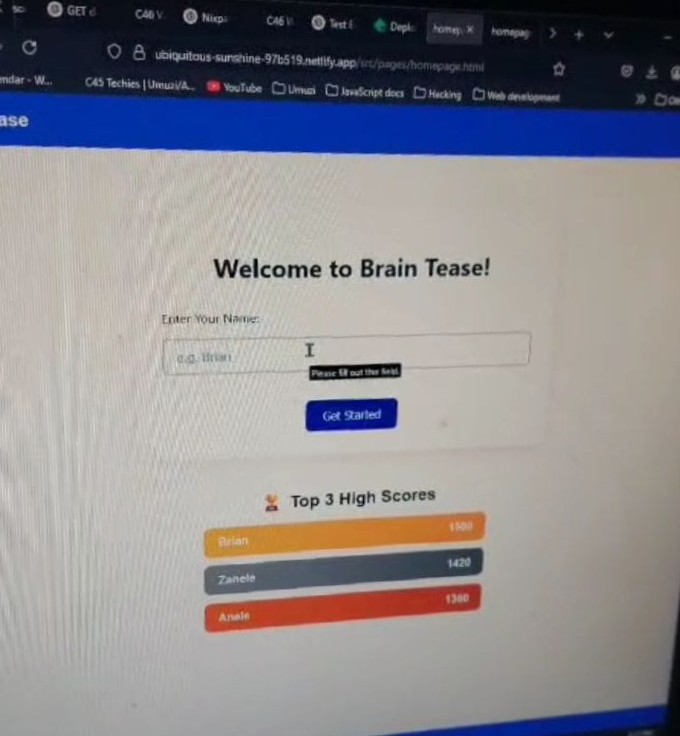 GET
C46 V
C46 V
Test E
Depl
homep
homepag
ubiquitous-sunshine-97b519.netlify.app/src/pages/homepage.html
ndar - W...
C45 Techies | Umuzi/A...
YouTube
Umuzi
JavaScript docs
Hacking
Web development
ase
Welcome to Brain Tease!
Enter Your Name:
e.g. Brian
Please fill out this field.
Get Started
Top 3 High Scores
Brian 1500
Zanele 1420
Anele 1360